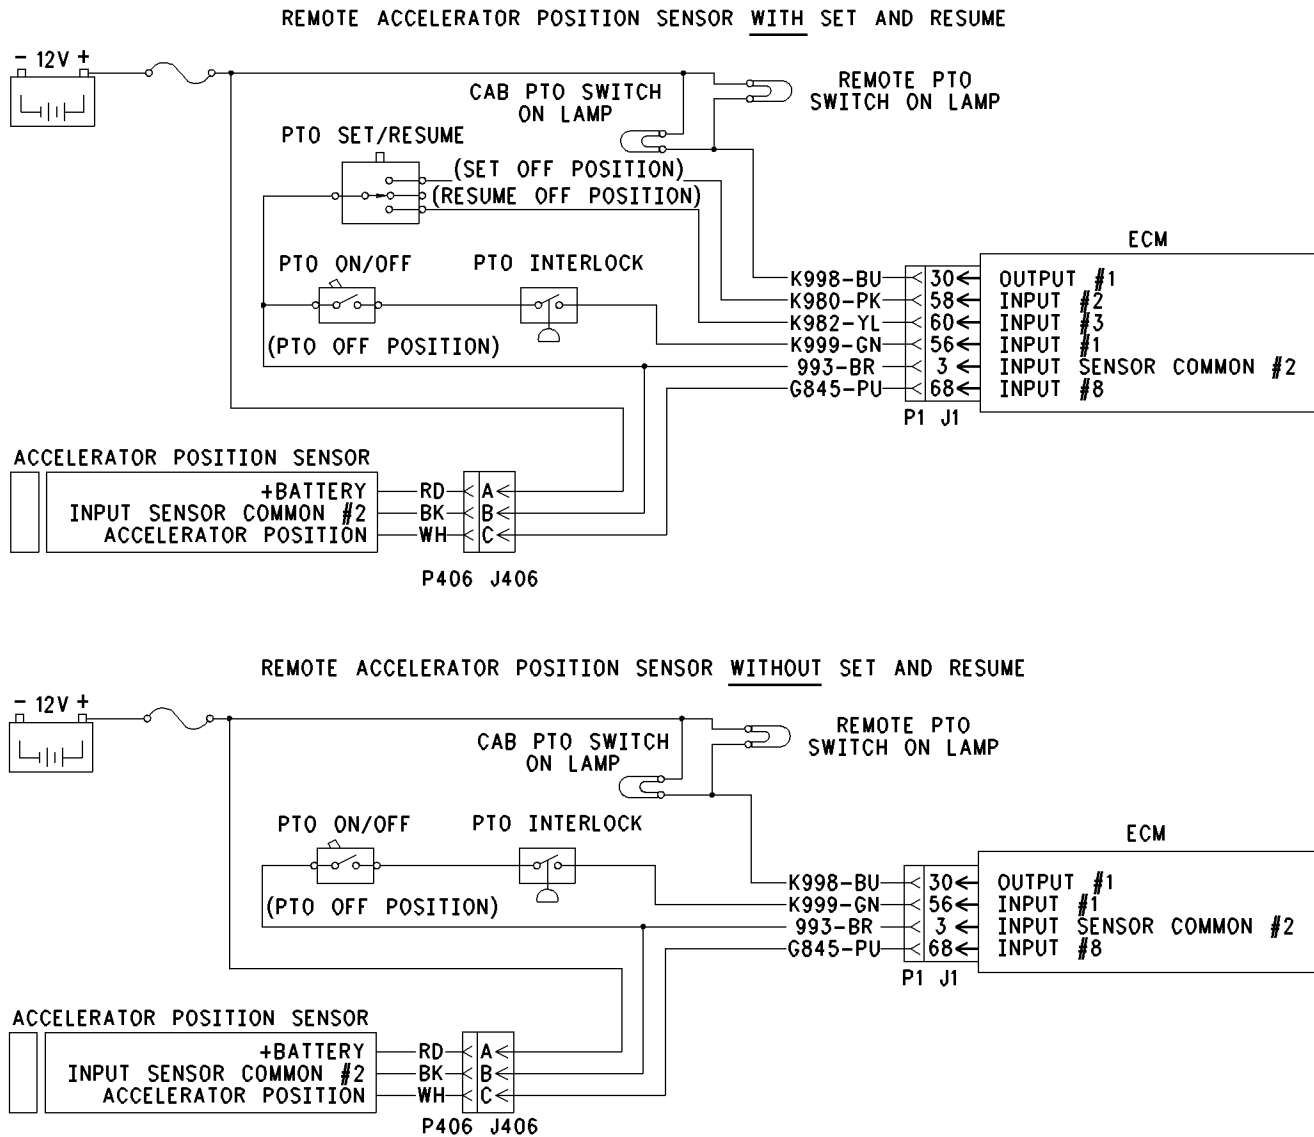 REMOTE ACCELERATOR POSITION SENSOR WITH SET AND RESUME
- 12V +
CAB PTO SWITCH
ON LAMP
REMOTE PTO
SWITCH ON LAMP
PTO SET/RESUME
(SET OFF POSITION)
(RESUME OFF POSITION)
PTO ON/OFF
PTO INTERLOCK
(PTO OFF POSITION)
ECM
K998-BU 30 OUTPUT #1
K980-PK 58 INPUT #2
K982-YL 60 INPUT #3
K999-GN 56 INPUT #1
993-BR 3 INPUT SENSOR COMMON #2
G845-PU 68 INPUT #8
P1 J1
ACCELERATOR POSITION SENSOR
+BATTERY RD A
INPUT SENSOR COMMON #2 BK B
ACCELERATOR POSITION WH C
P406 J406
REMOTE ACCELERATOR POSITION SENSOR WITHOUT SET AND RESUME
- 12V +
CAB PTO SWITCH
ON LAMP
REMOTE PTO
SWITCH ON LAMP
PTO ON/OFF
PTO INTERLOCK
(PTO OFF POSITION)
ECM
K998-BU 30 OUTPUT #1
K999-GN 56 INPUT #1
993-BR 3 INPUT SENSOR COMMON #2
G845-PU 68 INPUT #8
P1 J1
ACCELERATOR POSITION SENSOR
+BATTERY RD A
INPUT SENSOR COMMON #2 BK B
ACCELERATOR POSITION WH C
P406 J406